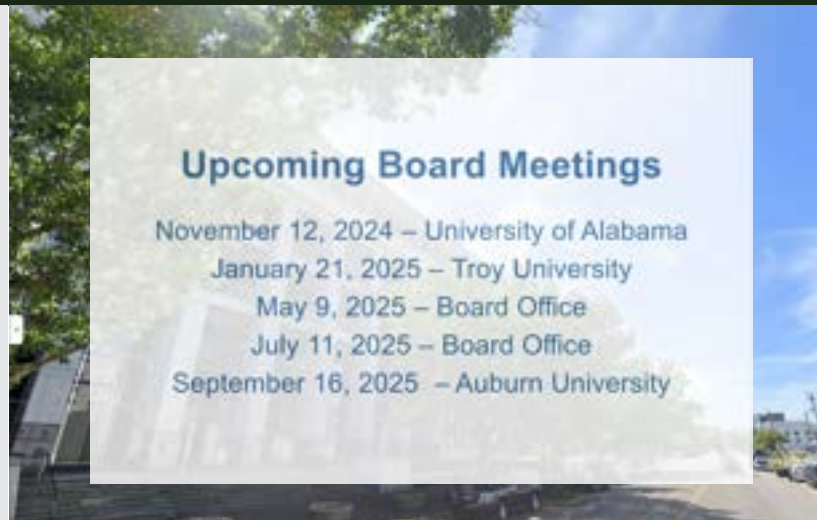 Upcoming Board Meetings
November 12, 2024 – University of Alabama
January 21, 2025 – Troy University
May 9, 2025 – Board Office
July 11, 2025 – Board Office
September 16, 2025 – Auburn University